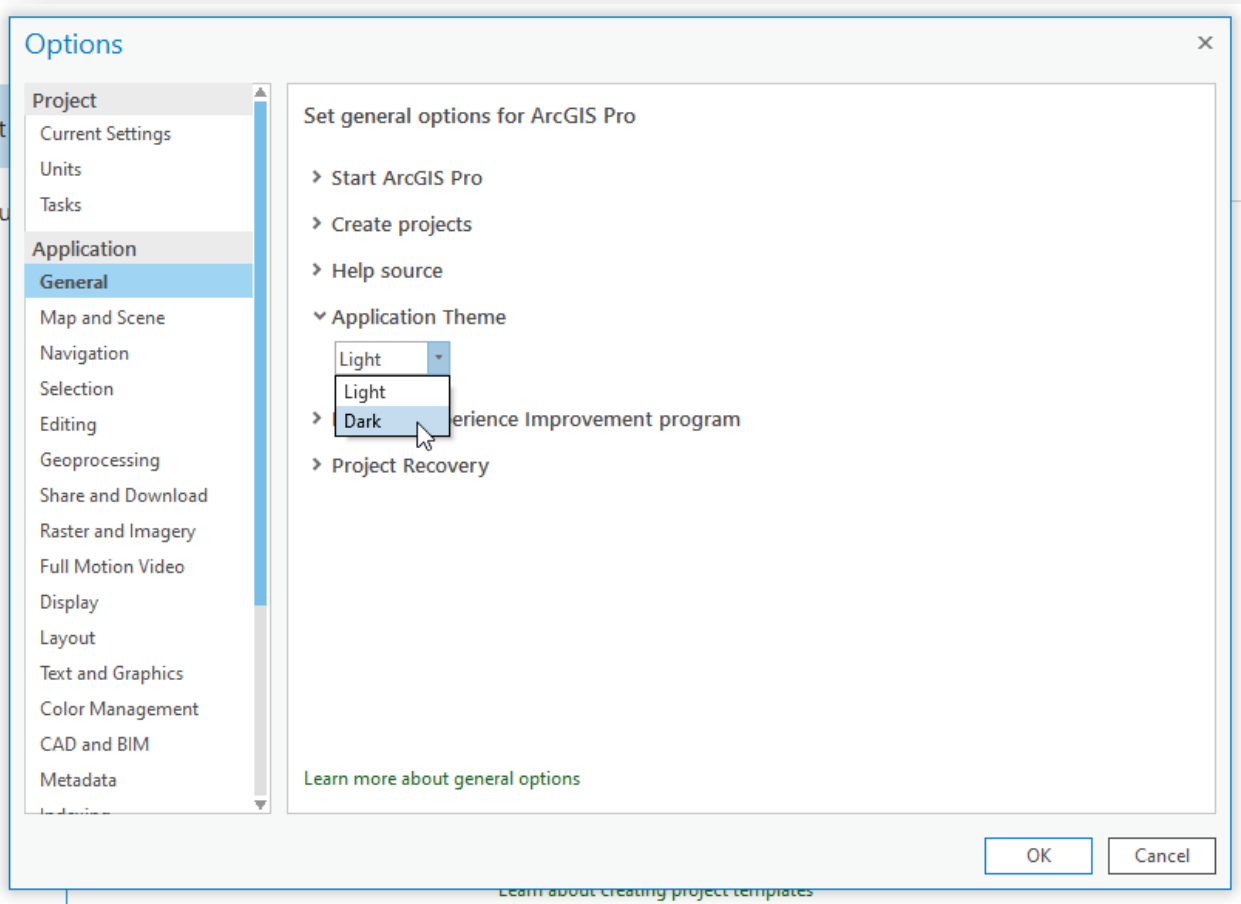 Options
Project
Current Settings
Units
Tasks
Application
General
Map and Scene
Navigation
Selection
Editing
Geoprocessing
Share and Download
Raster and Imagery
Full Motion Video
Display
Layout
Text and Graphics
Color Management
CAD and BIM
Metadata
Indexing
Set general options for ArcGIS Pro
Start ArcGIS Pro
Create projects
Help source
Application Theme
Light
Light
Dark
erience Improvement program
Project Recovery
Learn more about general options
OK
Cancel
Learn about creating project templates